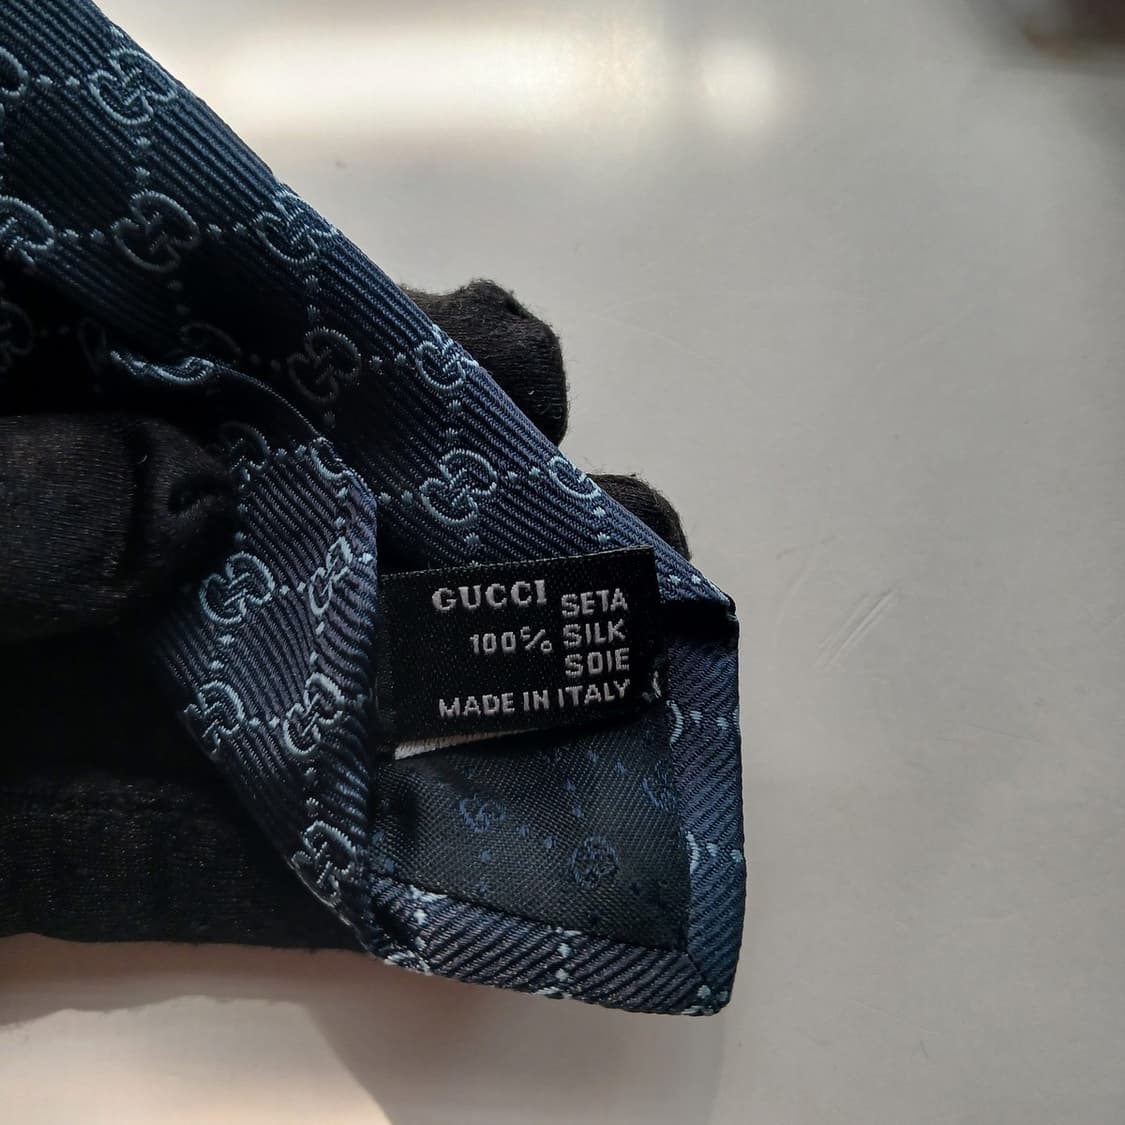 GUCCI
SETA
100% SILK
SOIE
MADE IN ITALY